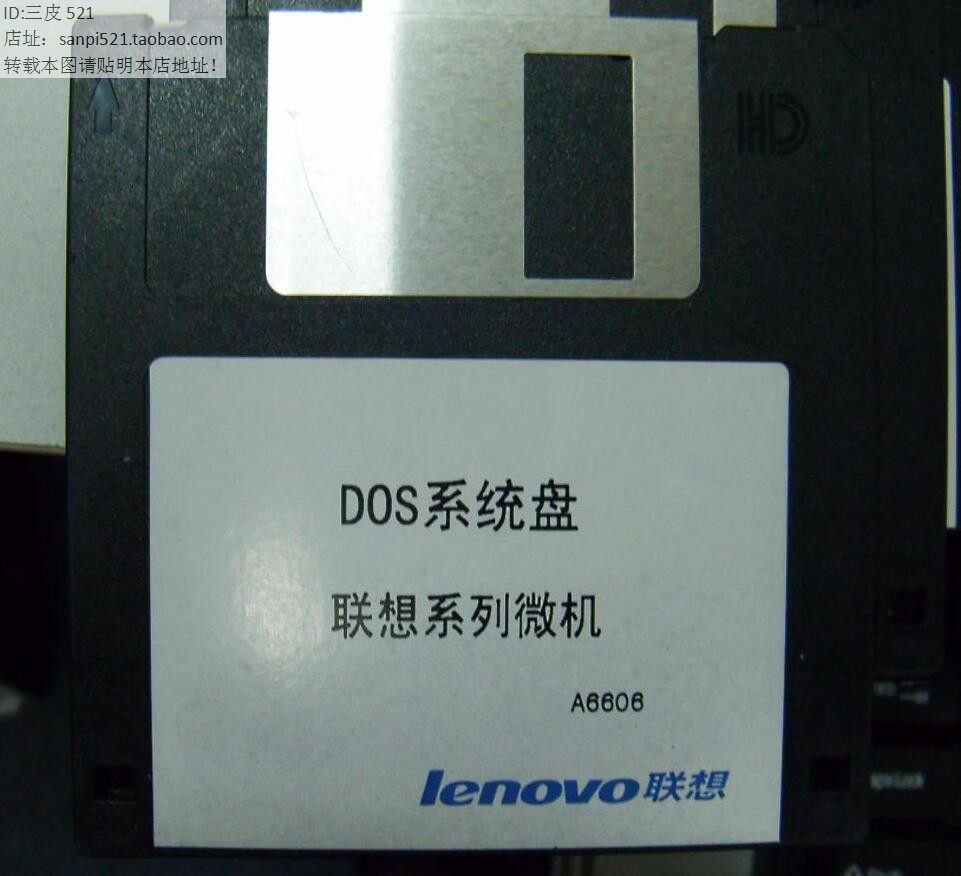 ID:三皮 521
店址：sanpi521.taobao.com
转载本图请贴明本店地址！
HD
DOS系统盘
联想系列微机
A6606
lenovo联想